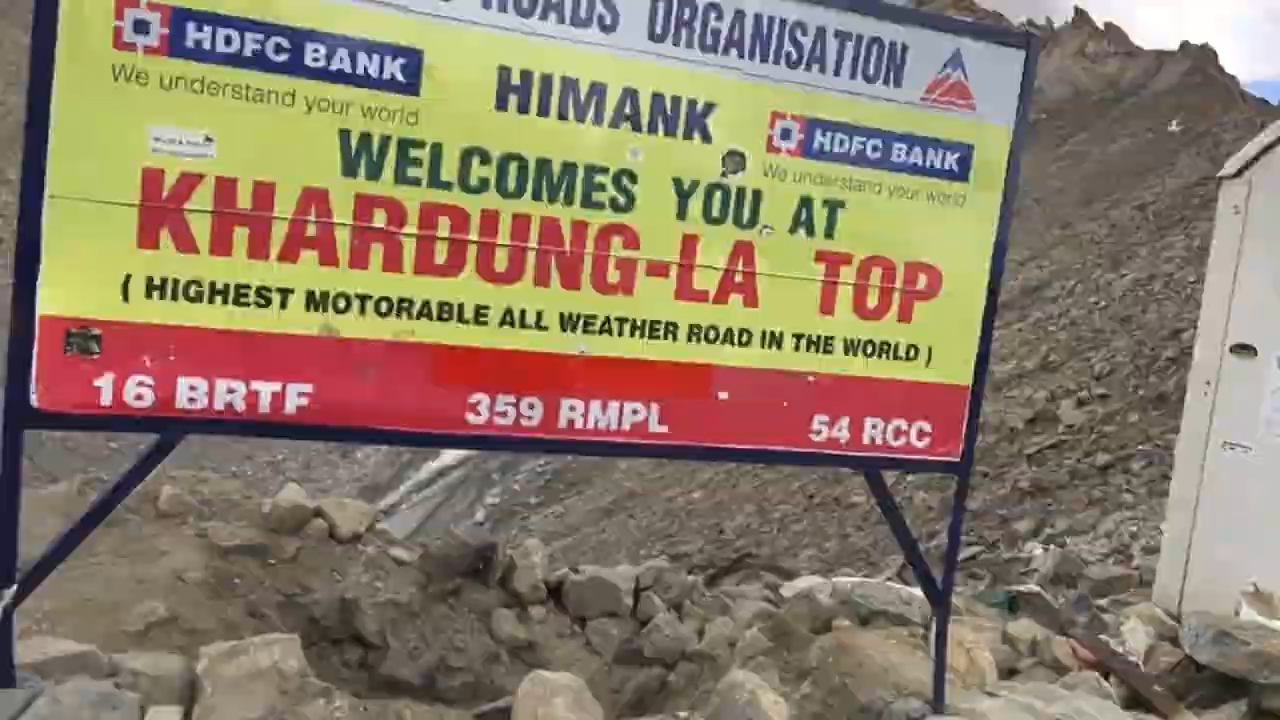 ROADS ORGANISATION
HDFC BANK
We understand your world
HIMANK
HDFC BANK
We understand your world
WELCOMES YOU AT
KHARDUNG-LA TOP
( HIGHEST MOTORABLE ALL WEATHER ROAD IN THE WORLD )
16 BRTF 359 RMPL 54 RCC